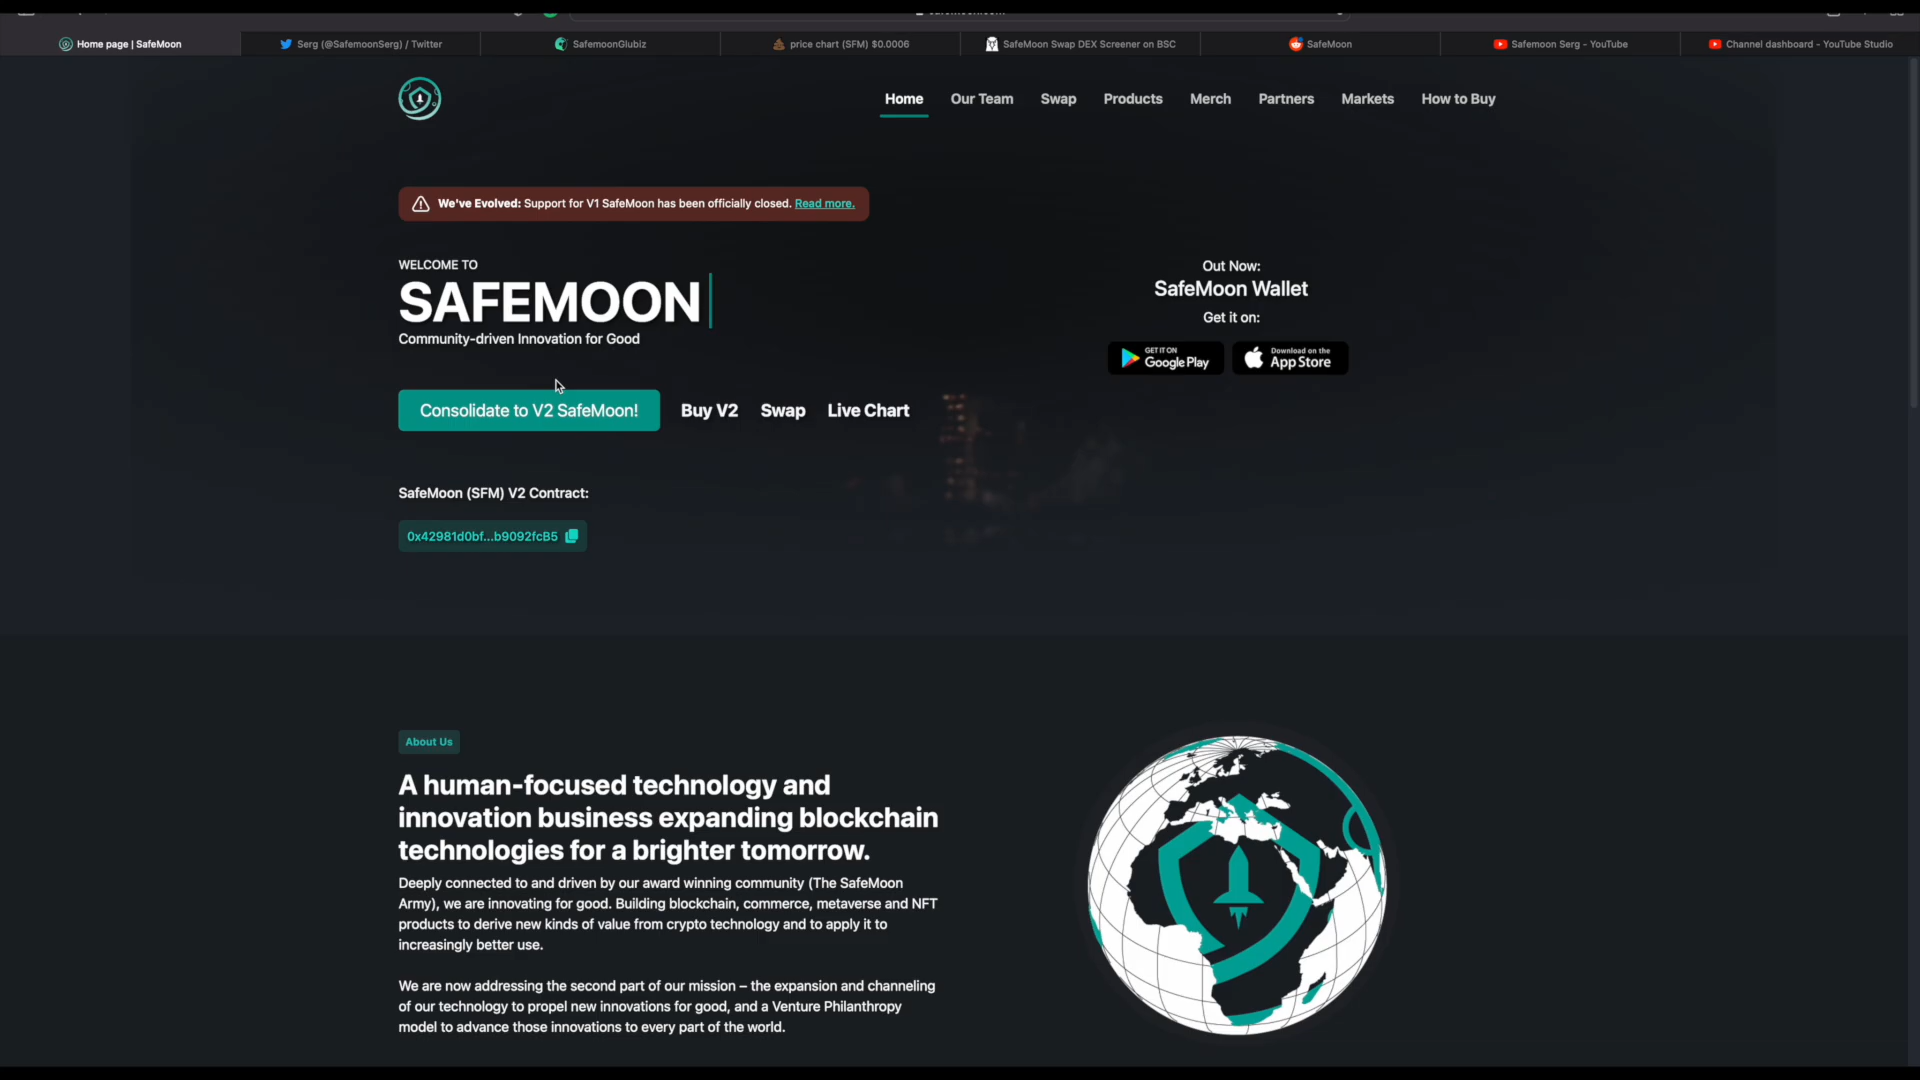 Home page | SafeMoon
Serg (@SafemoonSerg) / Twitter
SafemoonGlubiz
price chart (SFM) $0.0006
SafeMoon Swap DEX Screener on BSC
SafeMoon
Safemoon Serg - YouTube
Channel dashboard - YouTube Studio
Home
Our Team
Swap
Products
Merch
Partners
Markets
How to Buy
We've Evolved: Support for V1 SafeMoon has been officially closed. Read more.
WELCOME TO
SAFEMOON
Community-driven Innovation for Good
Out Now:
SafeMoon Wallet
Get it on:
GET IT ON
Google Play
Download on the
App Store
Consolidate to V2 SafeMoon!
Buy V2
Swap
Live Chart
SafeMoon (SFM) V2 Contract:
0x42981d0bf...b9092fcB5
About Us
A human-focused technology and
innovation business expanding blockchain
technologies for a brighter tomorrow.
Deeply connected to and driven by our award winning community (The SafeMoon
Army), we are innovating for good. Building blockchain, commerce, metaverse and NFT
products to derive new kinds of value from crypto technology and to apply it to
increasingly better use.
We are now addressing the second part of our mission – the expansion and channeling
of our technology to propel new innovations for good, and a Venture Philanthropy
model to advance those innovations to every part of the world.